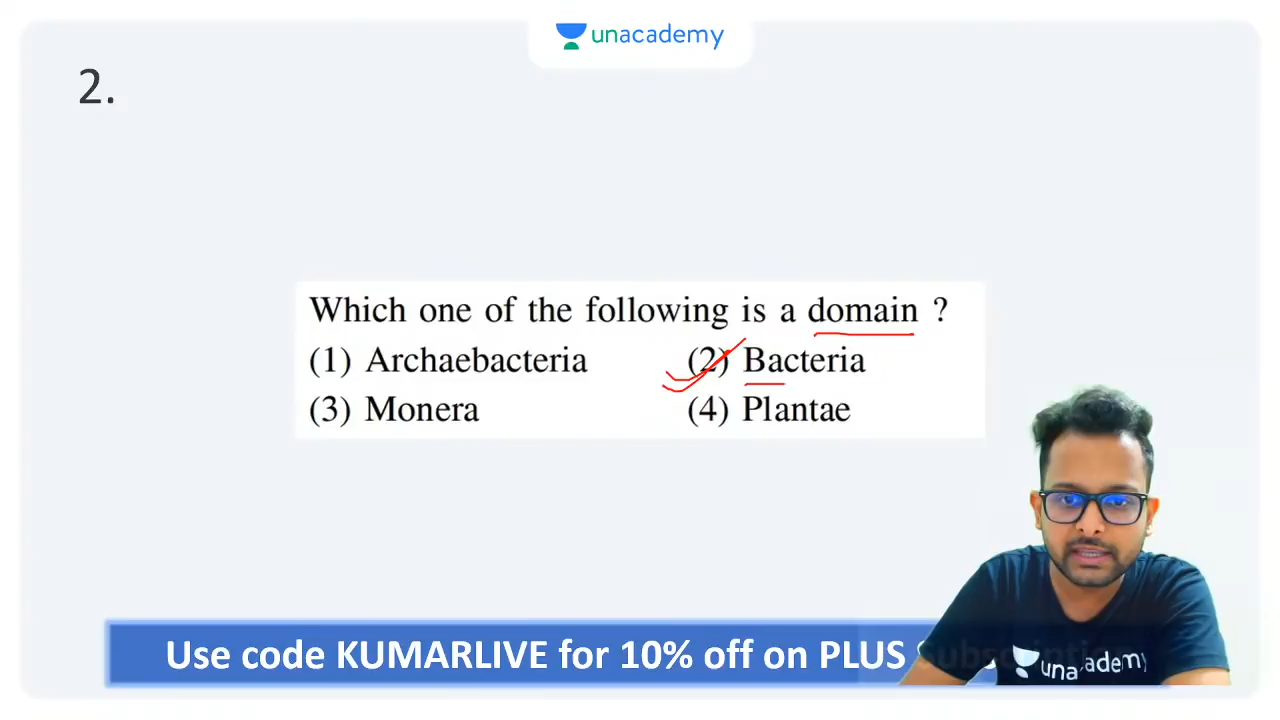 unacademy
2.
Which one of the following is a domain ?
(1) Archaebacteria (2) Bacteria
(3) Monera (4) Plantae
Use code KUMARLIVE for 10% off on PLUS
unacademy